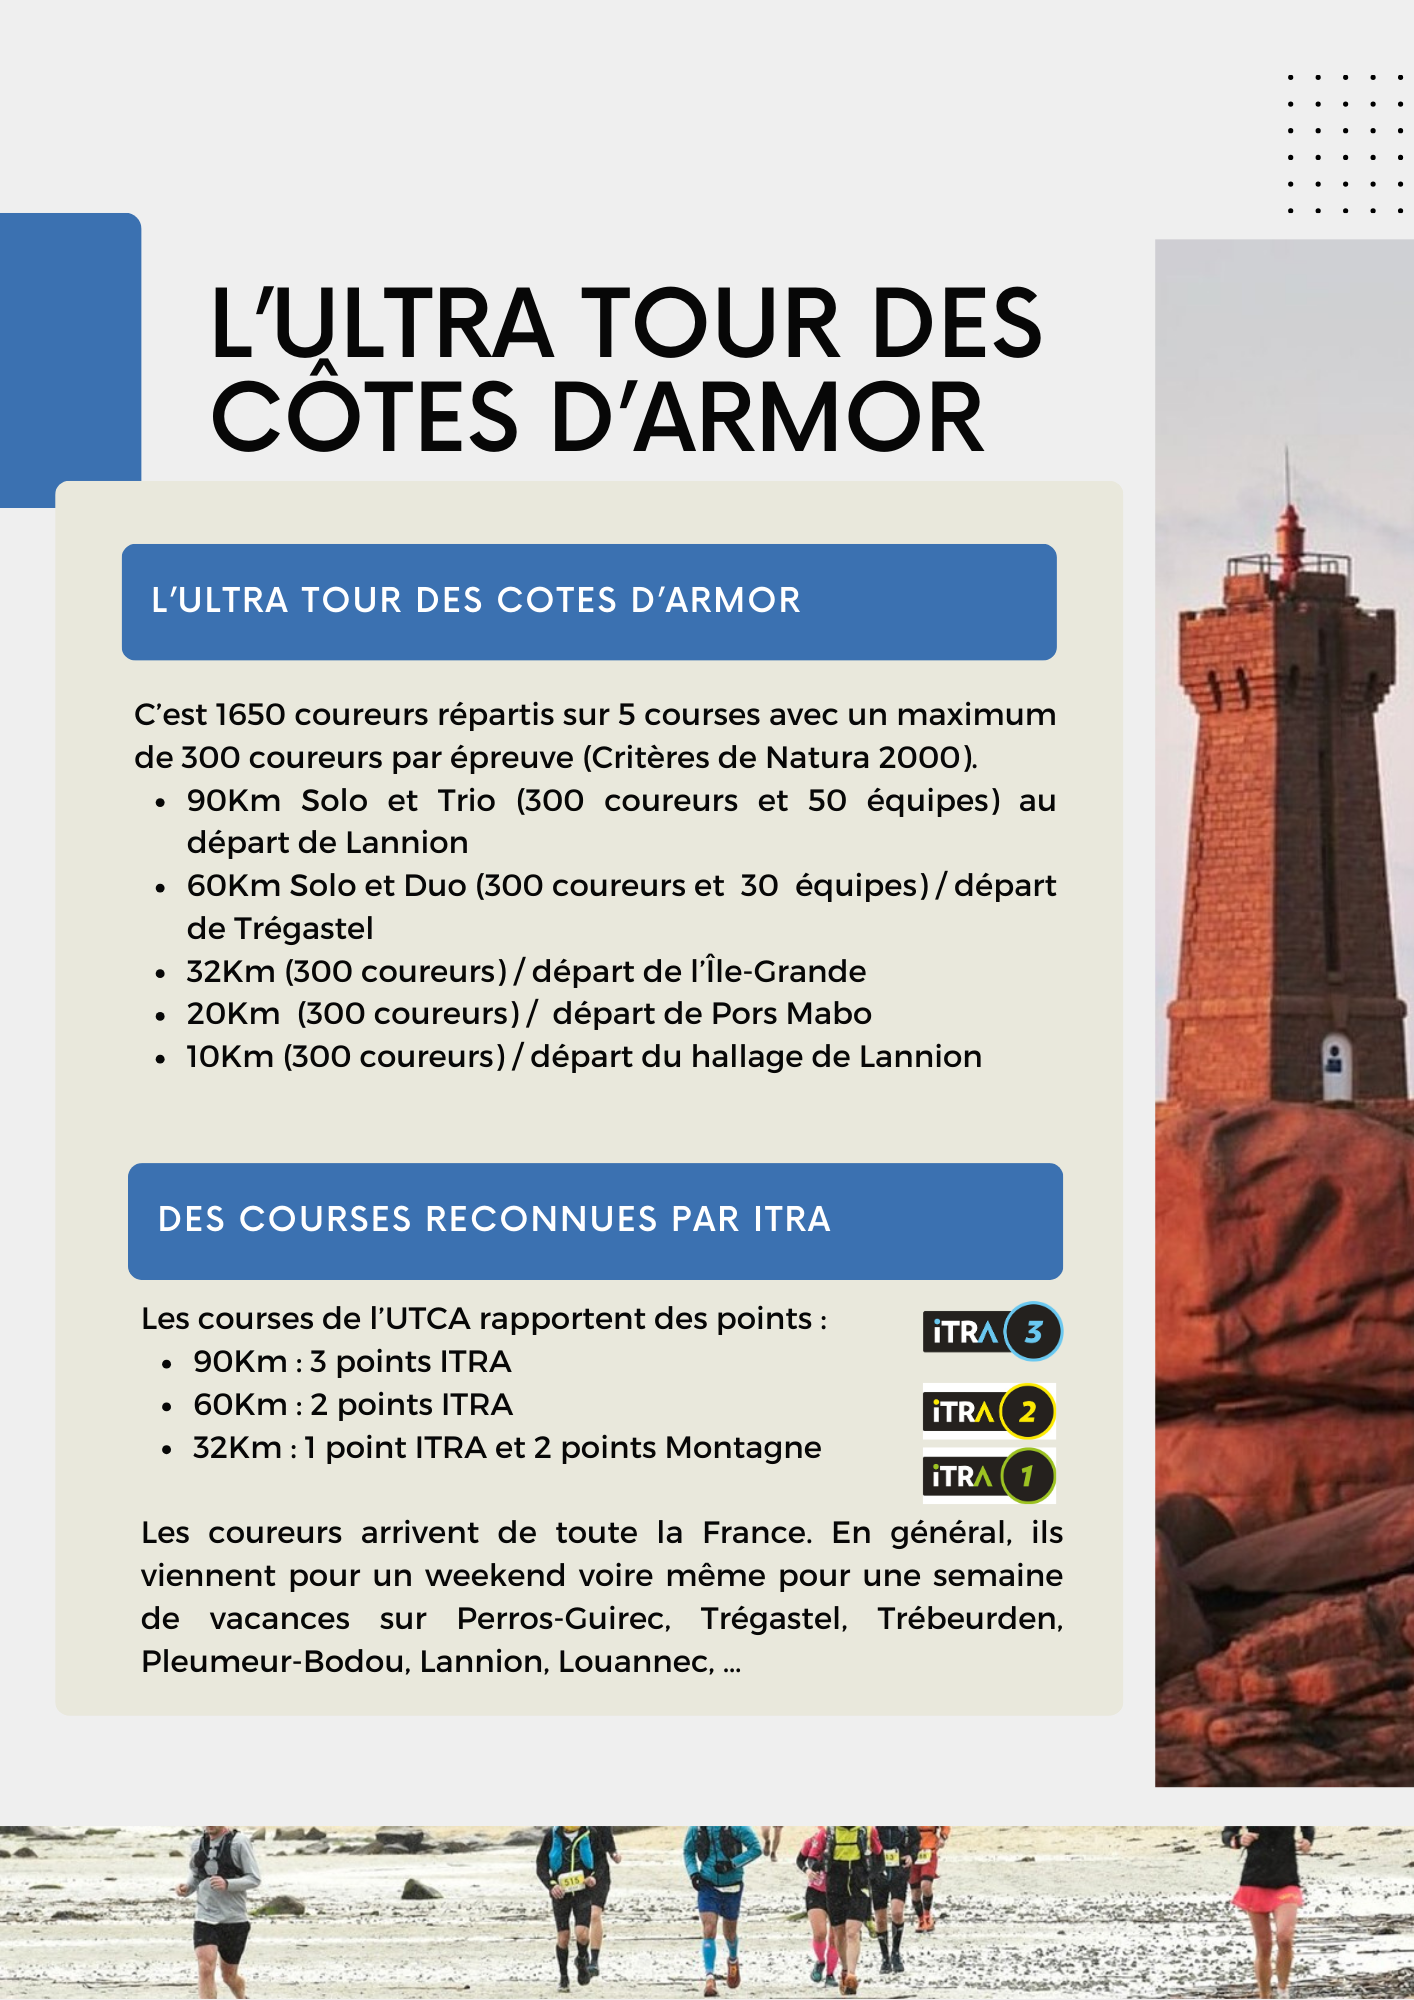 L'ULTRA TOUR DES
CÔTES D'ARMOR
L'ULTRA TOUR DES COTES D'ARMOR
C'est 1650 coureurs répartis sur 5 courses avec un maximum
de 300 coureurs par épreuve (Critères de Natura 2000).
• 90Km Solo et Trio (300 coureurs et 50 équipes) au
départ de Lannion
• 60Km Solo et Duo (300 coureurs et 30 équipes) / départ
de Trégastel
• 32Km (300 coureurs) / départ de l'Île-Grande
• 20Km (300 coureurs) / départ de Pors Mabo
• 10Km (300 coureurs) / départ du hallage de Lannion
DES COURSES RECONNUES PAR ITRA
Les courses de l'UTCA rapportent des points :
• 90Km : 3 points ITRA
• 60Km : 2 points ITRA
• 32Km : 1 point ITRA et 2 points Montagne
iTRA 3
iTRA 2
iTRA 1
Les coureurs arrivent de toute la France. En général, ils
viennent pour un weekend voire même pour une semaine
de vacances sur Perros-Guirec, Trégastel, Trébeurden,
Pleumeur-Bodou, Lannion, Louannec, ...
515